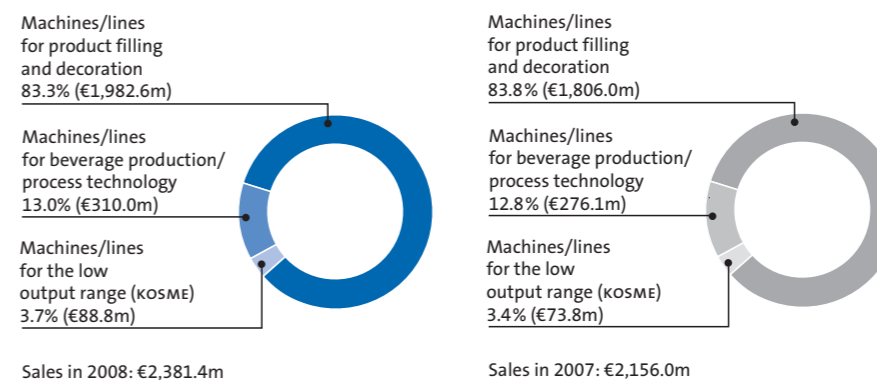 Machines/lines
for product filling
and decoration
83.3% (€1,982.6m)
Machines/lines
for beverage production/
process technology
13.0% (€310.0m)
Machines/lines
for the low
output range (KOSME)
3.7% (€88.8m)
Sales in 2008: €2,381.4m
Machines/lines
for product filling
and decoration
83.8% (€1,806.0m)
Machines/lines
for beverage production/
process technology
12.8% (€276.1m)
Machines/lines
for the low
output range (KOSME)
3.4% (€73.8m)
Sales in 2007: €2,156.0m